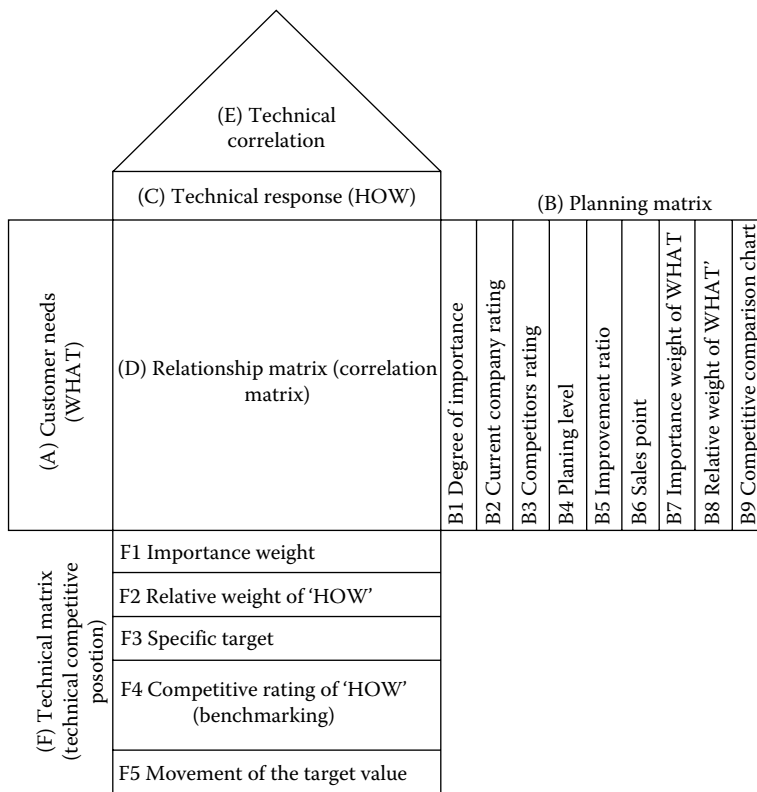 (E) Technical
correlation
(C) Technical response (HOW)
(B) Planning matrix
(A) Customer needs
(WHAT)
(D) Relationship matrix (correlation
matrix)
B1 Degree of importance
B2 Current company rating
B3 Competitors rating
B4 Planing level
B5 Improvement ratio
B6 Sales point
B7 Importance weight of WHAT
B8 Relative weight of WHAT’
B9 Competitive comparison chart
(F) Technical matrix
(technical competitive
posotion)
F1 Importance weight
F2 Relative weight of ‘HOW’
F3 Specific target
F4 Competitive rating of ‘HOW’
(benchmarking)
F5 Movement of the target value